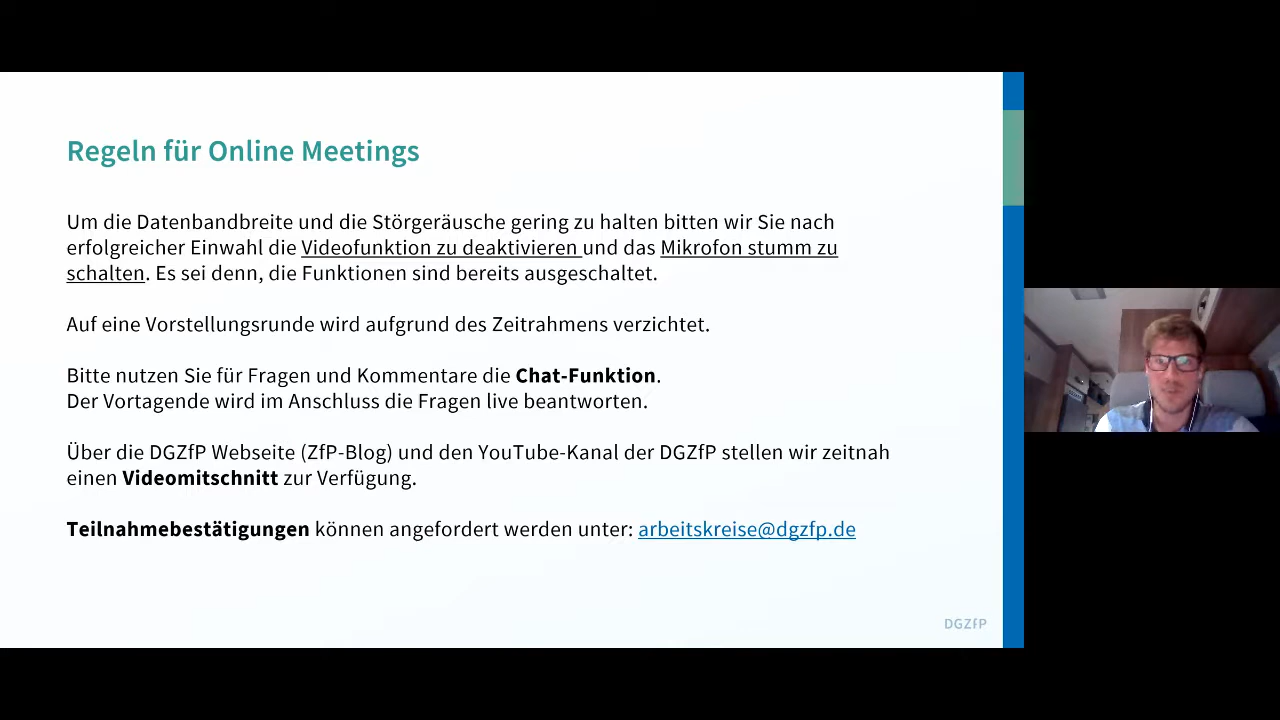 Regeln für Online Meetings
Um die Datenbandbreite und die Störgeräusche gering zu halten bitten wir Sie nach
erfolgreicher Einwahl die Videofunktion zu deaktivieren und das Mikrofon stumm zu
schalten. Es sei denn, die Funktionen sind bereits ausgeschaltet.
Auf eine Vorstellungsrunde wird aufgrund des Zeitrahmens verzichtet.
Bitte nutzen Sie für Fragen und Kommentare die Chat-Funktion.
Der Vortagende wird im Anschluss die Fragen live beantworten.
Über die DGZfP Webseite (ZfP-Blog) und den YouTube-Kanal der DGZfP stellen wir zeitnah
einen Videomitschnitt zur Verfügung.
Teilnahmebestätigungen können angefordert werden unter: arbeitskreise@dgzfp.de
DGZfP